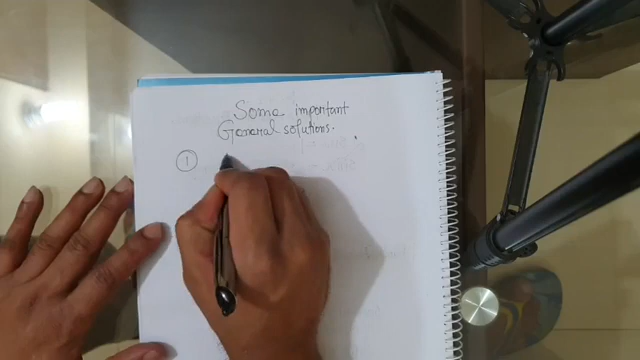 Some important
General solutions.
①